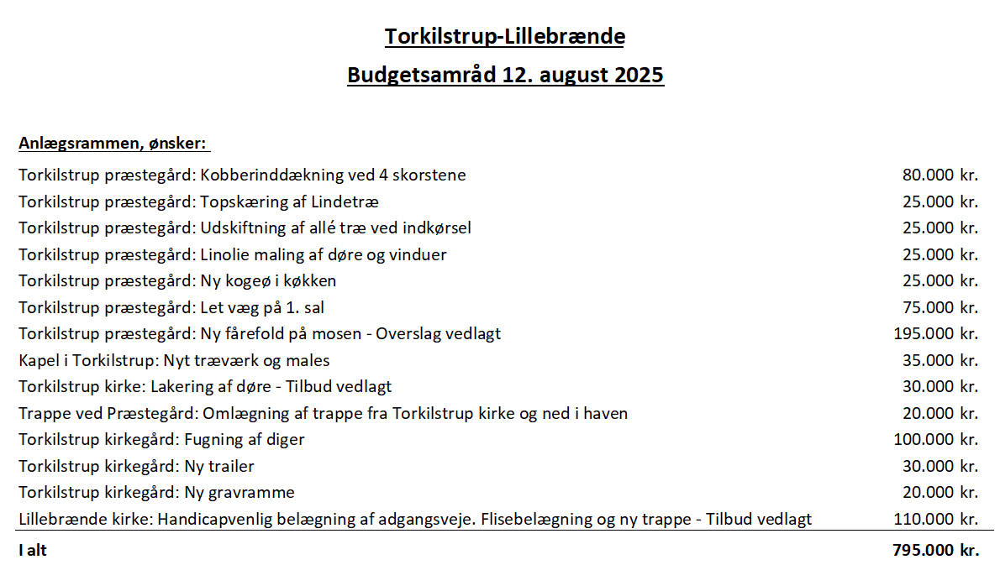 Torkilstrup-Lillebrænde
Budgetsamråd 12. august 2025
Anlægsrammen, ønsker:
Torkilstrup præstegård: Kobberinddækning ved 4 skorstene 80.000 kr.
Torkilstrup præstegård: Topskæring af Lindetræ 25.000 kr.
Torkilstrup præstegård: Udskiftning af allé træ ved indkørsel 25.000 kr.
Torkilstrup præstegård: Linolie maling af døre og vinduer 25.000 kr.
Torkilstrup præstegård: Ny kogeø i køkken 25.000 kr.
Torkilstrup præstegård: Let væg på 1. sal 75.000 kr.
Torkilstrup præstegård: Ny fårefold på mosen - Overslag vedlagt 195.000 kr.
Kapel i Torkilstrup: Nyt træværk og males 35.000 kr.
Torkilstrup kirke: Lakering af døre - Tilbud vedlagt 30.000 kr.
Trappe ved Præstegård: Omlægning af trappe fra Torkilstrup kirke og ned i haven 20.000 kr.
Torkilstrup kirkegård: Fugning af diger 100.000 kr.
Torkilstrup kirkegård: Ny trailer 30.000 kr.
Torkilstrup kirkegård: Ny gravramme 20.000 kr.
Lillebrænde kirke: Handicapvenlig belægning af adgangsveje. Flisebelægning og ny trappe - Tilbud vedlagt 110.000 kr.
I alt 795.000 kr.